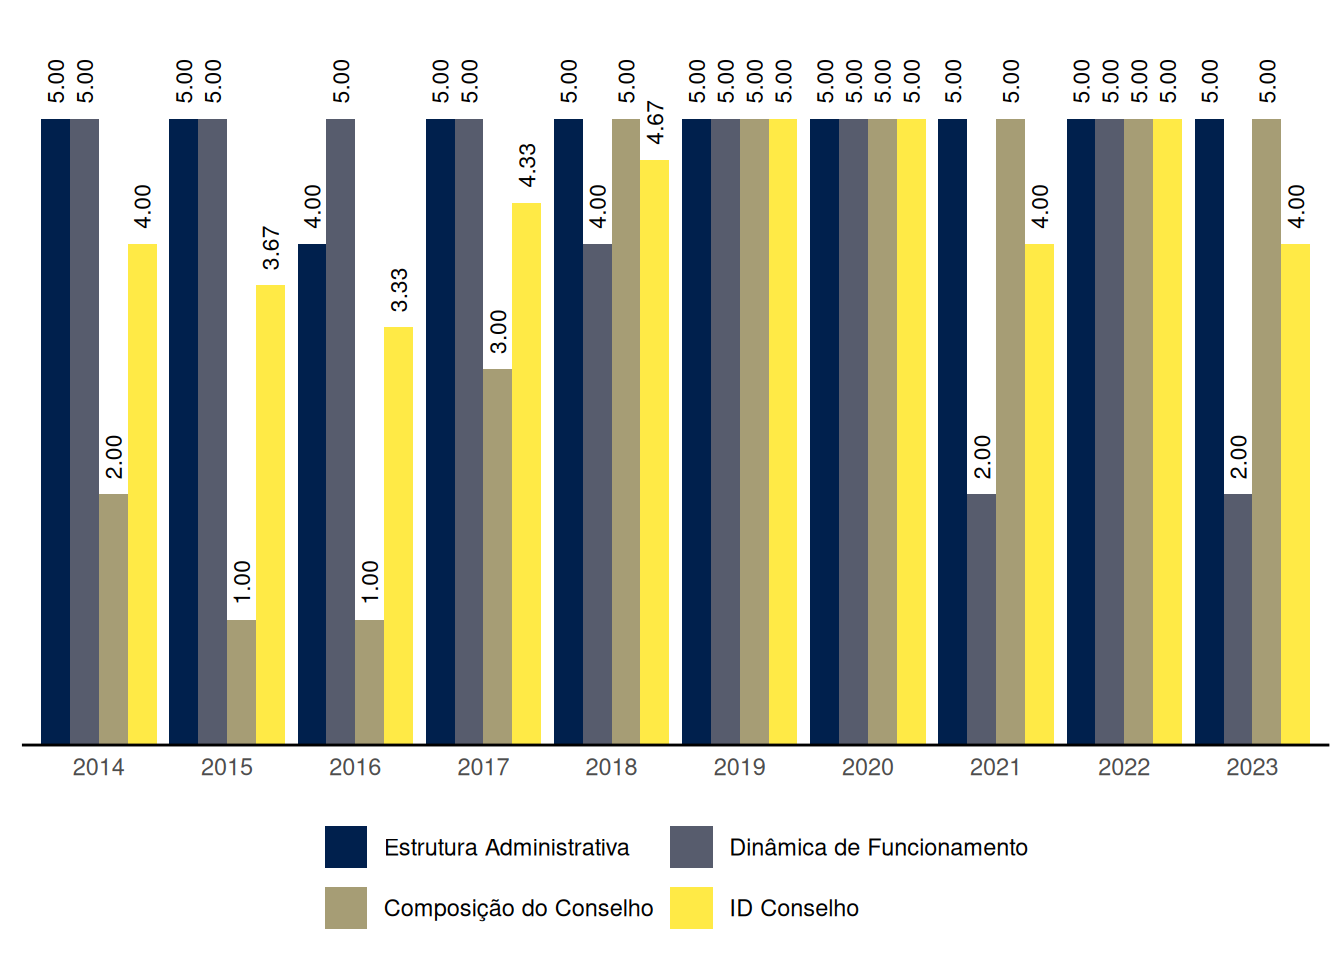 5.00 5.00 2.00 4.00
5.00 5.00 1.00 3.67
4.00 5.00 1.00 3.33
5.00 5.00 3.00 4.33
5.00 4.00 5.00 4.67
5.00 5.00 5.00 5.00
5.00 5.00 5.00 5.00
5.00 2.00 5.00 4.00
5.00 5.00 5.00 5.00
5.00 2.00 5.00 4.00
2014 2015 2016 2017 2018 2019 2020 2021 2022 2023
Estrutura Administrativa Dinâmica de Funcionamento
Composição do Conselho ID Conselho